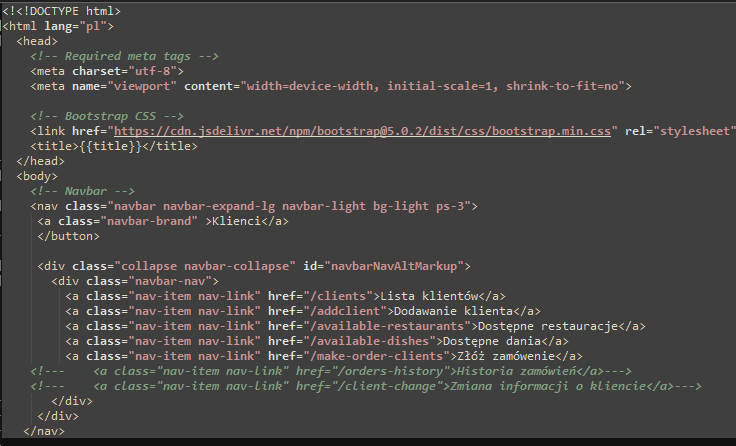 <!<!DOCTYPE html>
<html lang="pl">
<head>
<!-- Required meta tags -->
<meta charset="utf-8">
<meta name="viewport" content="width=device-width, initial-scale=1, shrink-to-fit=no">
<!-- Bootstrap CSS -->
<link href="https://cdn.jsdelivr.net/npm/bootstrap@5.0.2/dist/css/bootstrap.min.css" rel="stylesheet"
<title>{{title}}</title>
</head>
<body>
<!-- Navbar -->
<nav class="navbar navbar-expand-lg navbar-light bg-light ps-3">
<a class="navbar-brand" >Klienci</a>
</button>
<div class="collapse navbar-collapse" id="navbarNavAltMarkup">
<div class="navbar-nav">
<a class="nav-item nav-link" href="/clients">Lista klientów</a>
<a class="nav-item nav-link" href="/addclient">Dodawanie klienta</a>
<a class="nav-item nav-link" href="/available-restaurants">Dostępne restauracje</a>
<a class="nav-item nav-link" href="/available-dishes">Dostępne dania</a>
<a class="nav-item nav-link" href="/make-order-clients">Złóż zamówenie</a>
<!--- <a class="nav-item nav-link" href="/orders-history">Historia zamówień</a>--->
<!--- <a class="nav-item nav-link" href="/client-change">Zmiana informacji o kliencie</a>--->
</div>
</div>
</nav>